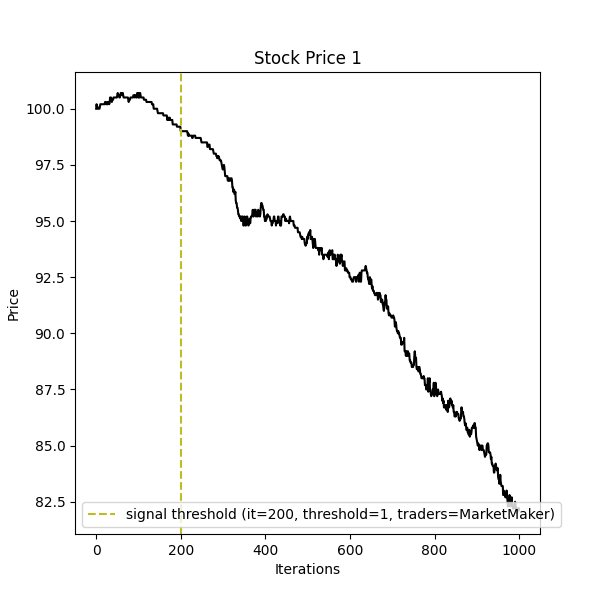 Stock Price 1
100.0
97.5
95.0
92.5
90.0
87.5
85.0
82.5
Price
signal threshold (it=200, threshold=1, traders=MarketMaker)
0 200 400 600 800 1000
Iterations